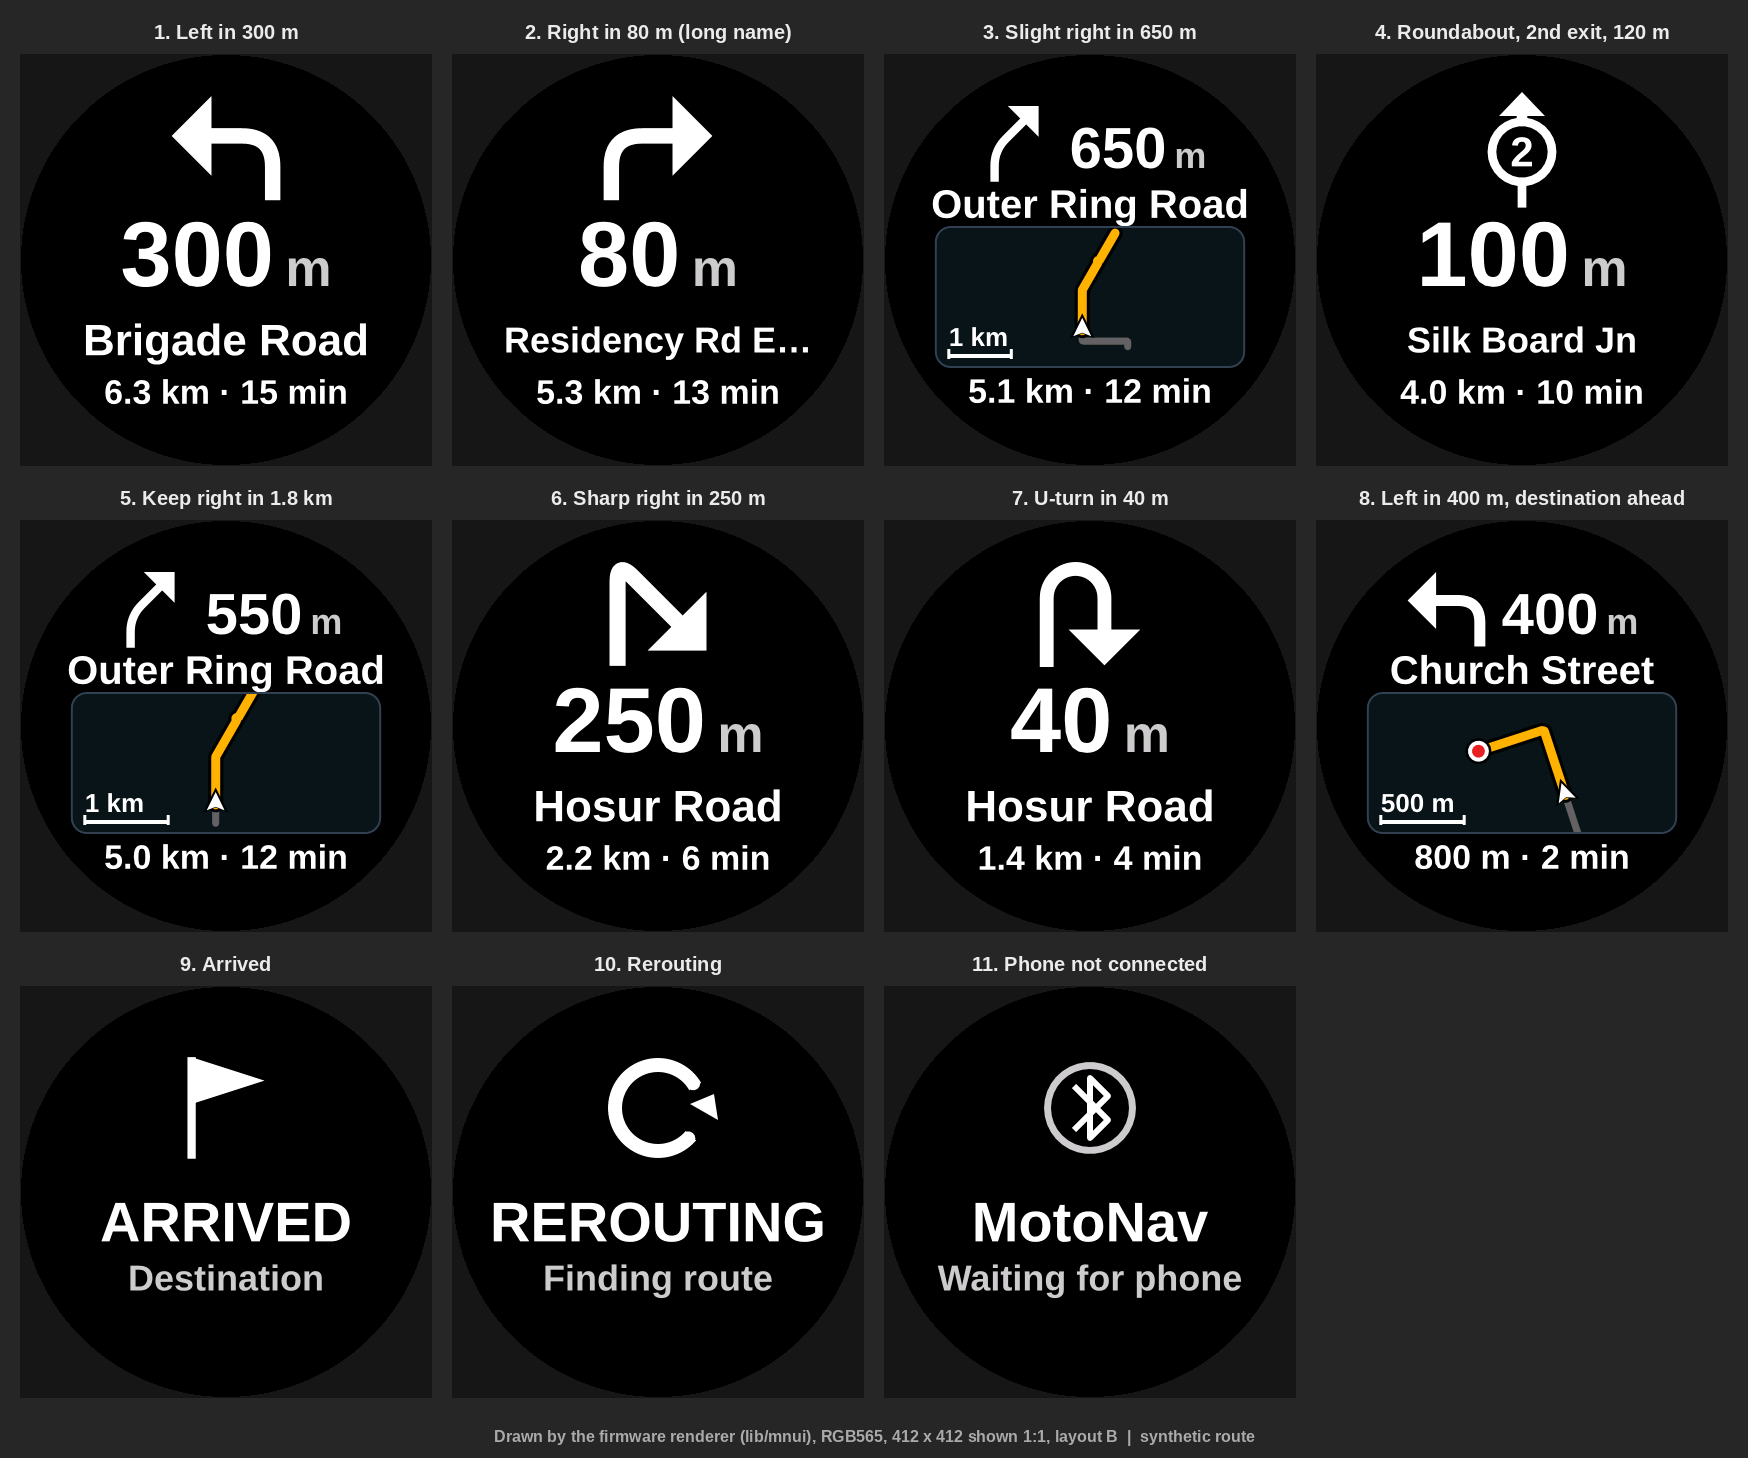 1. Left in 300 m
300 m
Brigade Road
6.3 km · 15 min
2. Right in 80 m (long name)
80 m
Residency Rd E...
5.3 km · 13 min
3. Slight right in 650 m
650 m
Outer Ring Road
1 km
5.1 km · 12 min
4. Roundabout, 2nd exit, 120 m
2
100 m
Silk Board Jn
4.0 km · 10 min
5. Keep right in 1.8 km
550 m
Outer Ring Road
1 km
5.0 km · 12 min
6. Sharp right in 250 m
250 m
Hosur Road
2.2 km · 6 min
7. U-turn in 40 m
40 m
Hosur Road
1.4 km · 4 min
8. Left in 400 m, destination ahead
400 m
Church Street
500 m
800 m · 2 min
9. Arrived
ARRIVED
Destination
10. Rerouting
REROUTING
Finding route
11. Phone not connected
MotoNav
Waiting for phone
Drawn by the firmware renderer (lib/mnui), RGB565, 412 x 412 shown 1:1, layout B | synthetic route